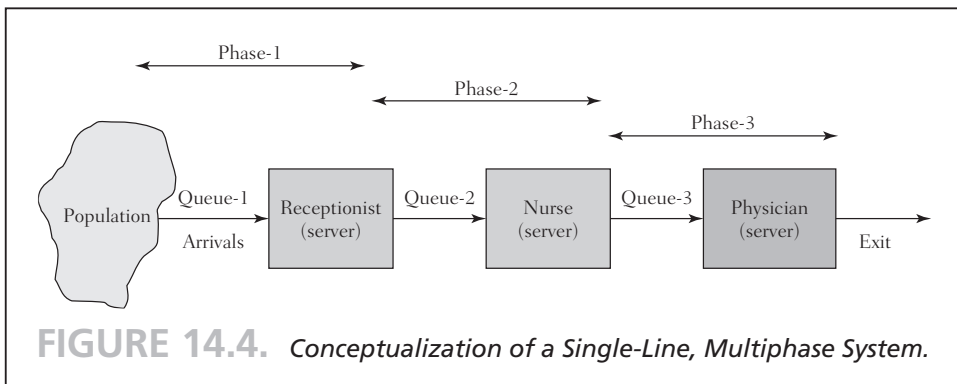 Phase-1
Phase-2
Phase-3
Population
Queue-1
Arrivals
Receptionist
(server)
Queue-2
Nurse
(server)
Queue-3
Physician
(server)
Exit
FIGURE 14.4. Conceptualization of a Single-Line, Multiphase System.